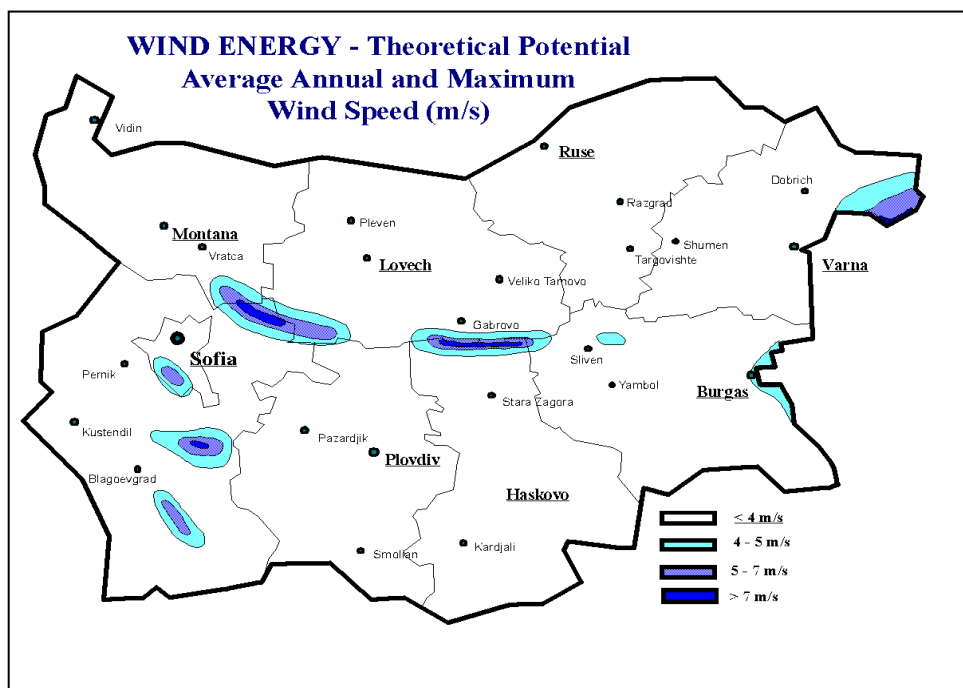 WIND ENERGY - Theoretical Potential
Average Annual and Maximum
Wind Speed (m/s)
Vidin
Ruse
Dobrich
Razgrad
Pleven
Montana
Shumen
Vratca
Targovishte
Varna
Lovech
Veliko Tarnovo
Gabrovo
Sofia
Sliven
Pernik
Yambol
Burgas
Stara Zagora
Kustendil
Pazardjik
Plovdiv
Blagoevgrad
Haskovo
< 4 m/s
4 - 5 m/s
Smolian
Kardjali
5 - 7 m/s
> 7 m/s